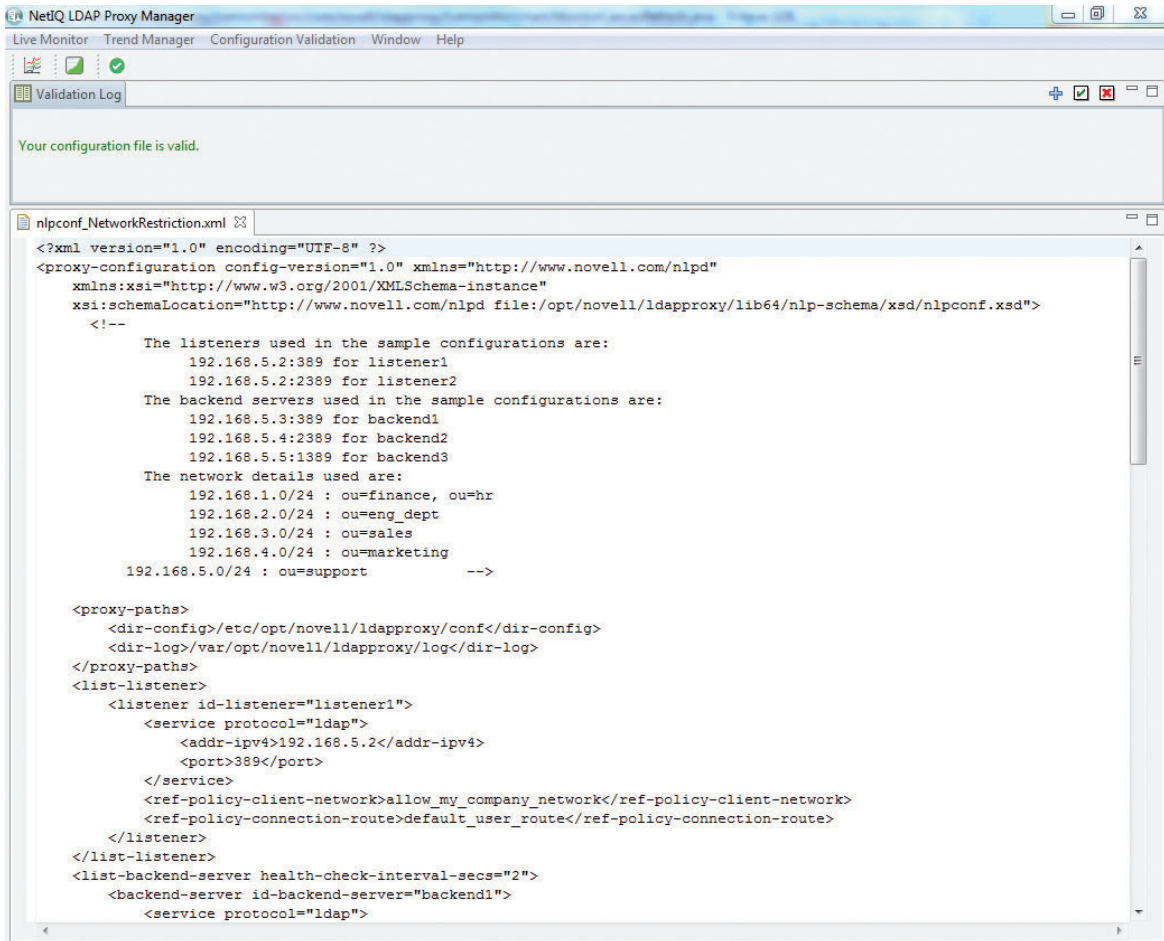 NetIQ LDAP Proxy Manager
Live Monitor Trend Manager Configuration Validation Window Help
Validation Log
Your configuration file is valid.
nlpconf_NetworkRestriction.xml
<?xml version="1.0" encoding="UTF-8" ?>
<proxy-configuration config-version="1.0" xmlns="http://www.novell.com/nlpd"
xmlns:xsi="http://www.w3.org/2001/XMLSchema-instance"
xsi:schemaLocation="http://www.novell.com/nlpd file:/opt/novell/ldapproxy/lib64/nlp-schema/xsd/nlpconf.xsd">
<!--
The listeners used in the sample configurations are:
192.168.5.2:389 for listener1
192.168.5.2:2389 for listener2
The backend servers used in the sample configurations are:
192.168.5.3:389 for backend1
192.168.5.4:2389 for backend2
192.168.5.5:1389 for backend3
The network details used are:
192.168.1.0/24 : ou=finance, ou=hr
192.168.2.0/24 : ou=eng_dept
192.168.3.0/24 : ou=sales
192.168.4.0/24 : ou=marketing
192.168.5.0/24 : ou=support -->
<proxy-paths>
<dir-config>/etc/opt/novell/ldapproxy/conf</dir-config>
<dir-log>/var/opt/novell/ldapproxy/log</dir-log>
</proxy-paths>
<list-listener>
<listener id-listener="listener1">
<service protocol="ldap">
<addr-ipv4>192.168.5.2</addr-ipv4>
<port>389</port>
</service>
<ref-policy-client-network>allow_my_company_network</ref-policy-client-network>
<ref-policy-connection-route>default_user_route</ref-policy-connection-route>
</listener>
</list-listener>
<list-backend-server health-check-interval-secs="2">
<backend-server id-backend-server="backend1">
<service protocol="ldap">